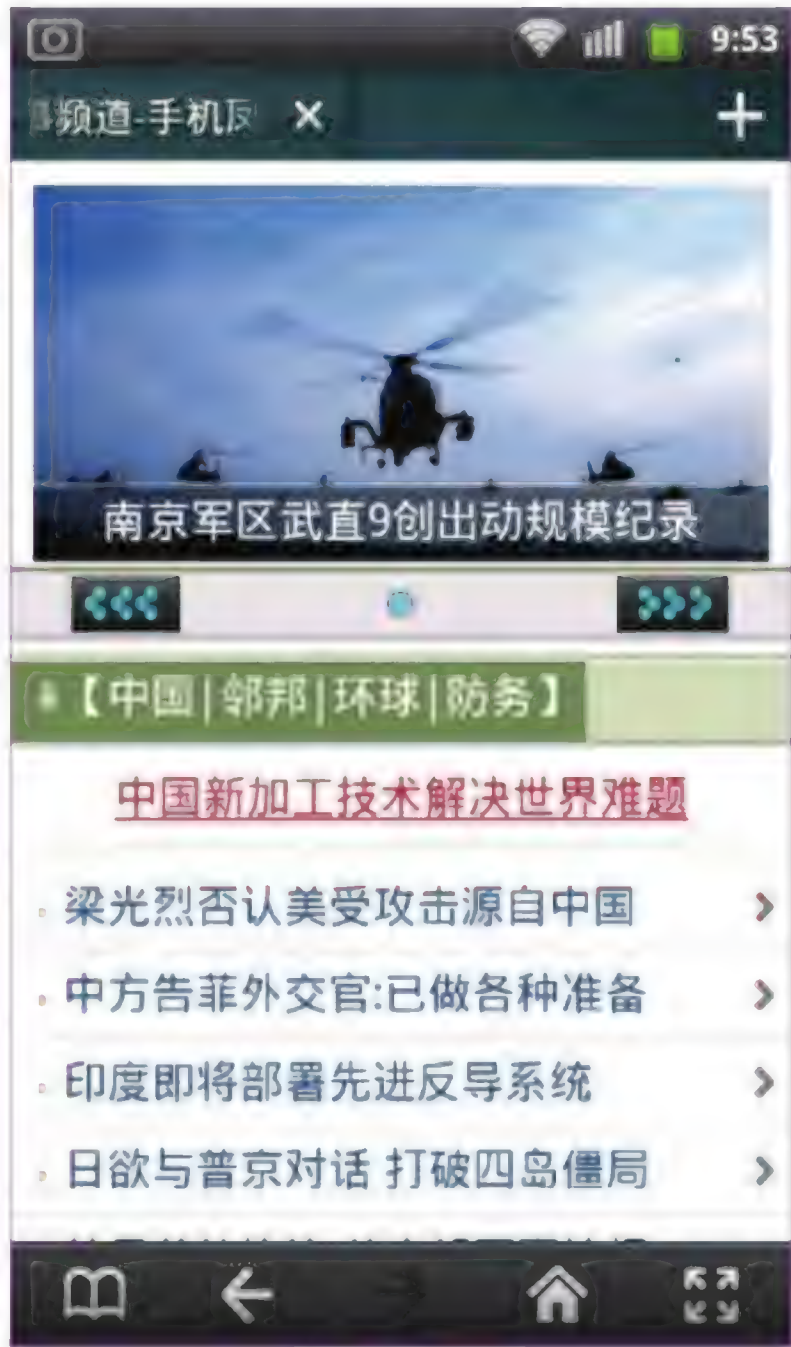 9:53
频道-手机
南京军区武直9创出动规模纪录
【中国|邻邦|环球|防务】
中国新加工技术解决世界难题
梁光烈否认美受攻击源自中国
中方告菲外交官:已做各种准备
印度即将部署先进反导系统
日欲与普京对话 打破四岛僵局